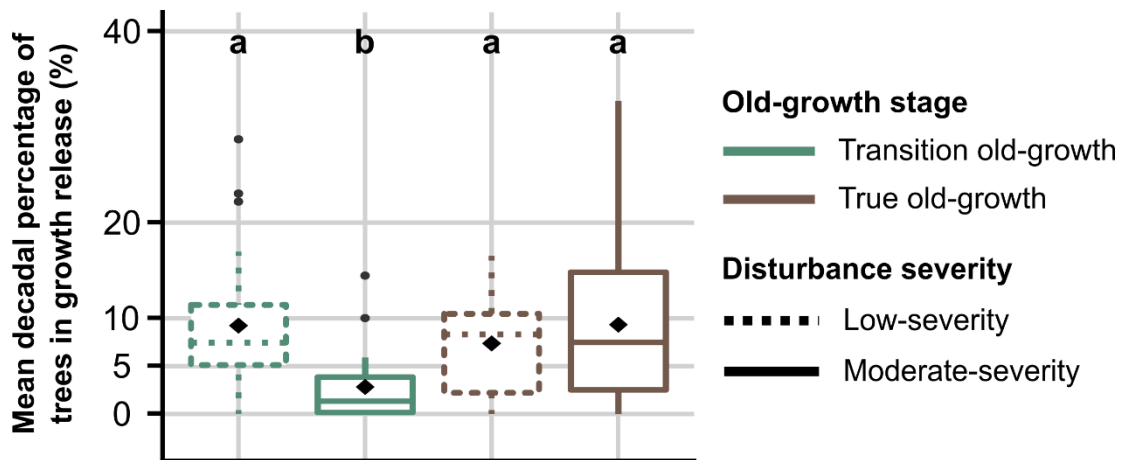 Mean decadal percentage of
trees in growth release (%)
40
20
10
5
0
a b a a
Old-growth stage
Transition old-growth
True old-growth
Disturbance severity
Low-severity
Moderate-severity